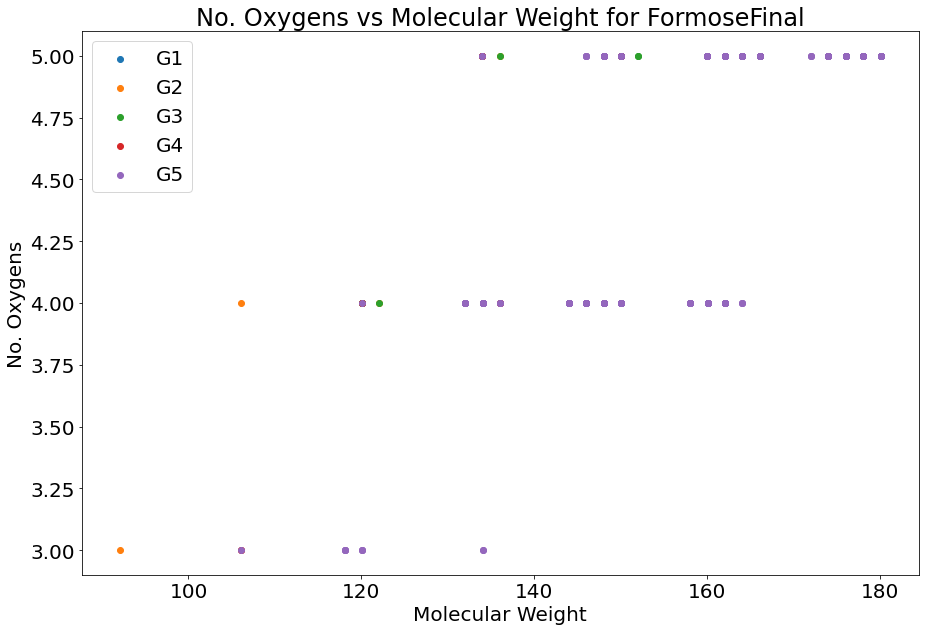 No. Oxygens vs Molecular Weight for FormoseFinal
5.00
4.75
4.50
4.25
4.00
3.75
3.50
3.25
3.00
No. Oxygens
G1
G2
G3
G4
G5
100 120 140 160 180
Molecular Weight